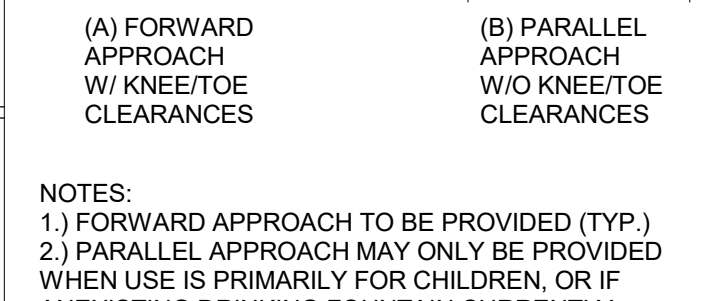 (A) FORWARD
APPROACH
W/ KNEE/TOE
CLEARANCES
(B) PARALLEL
APPROACH
W/O KNEE/TOE
CLEARANCES
NOTES:
1.) FORWARD APPROACH TO BE PROVIDED (TYP.)
2.) PARALLEL APPROACH MAY ONLY BE PROVIDED
WHEN USE IS PRIMARILY FOR CHILDREN, OR IF